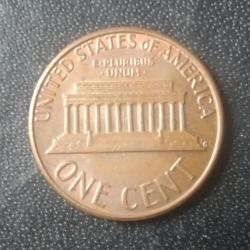 UNITED STATES OF AMERICA
E·PLURIBUS
·UNUM·
ONE CENT